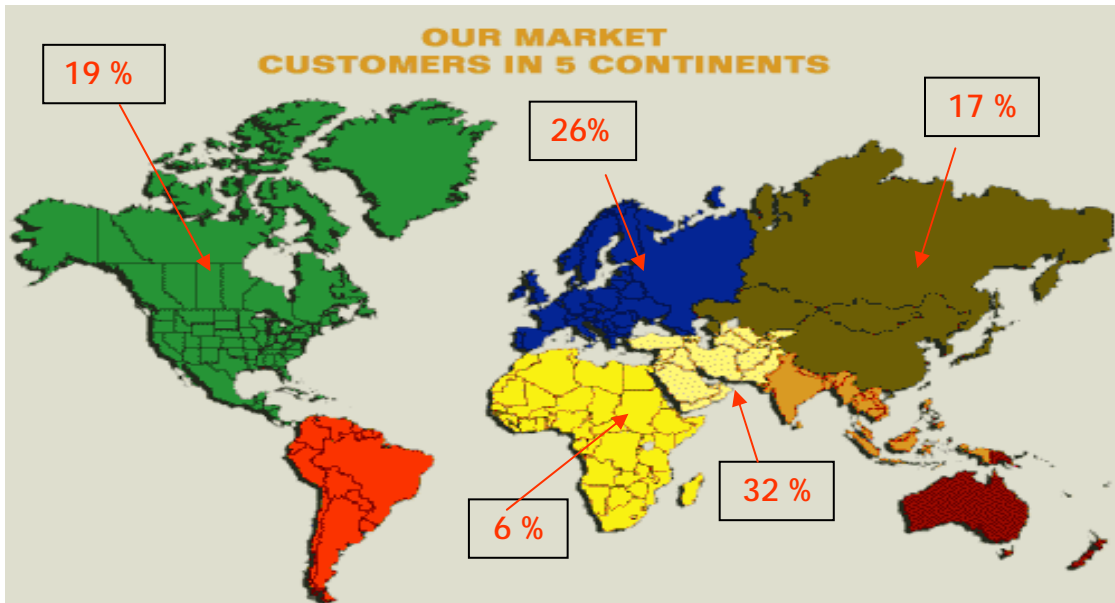 OUR MARKET
CUSTOMERS IN 5 CONTINENTS
19 %
26%
17 %
32 %
6 %